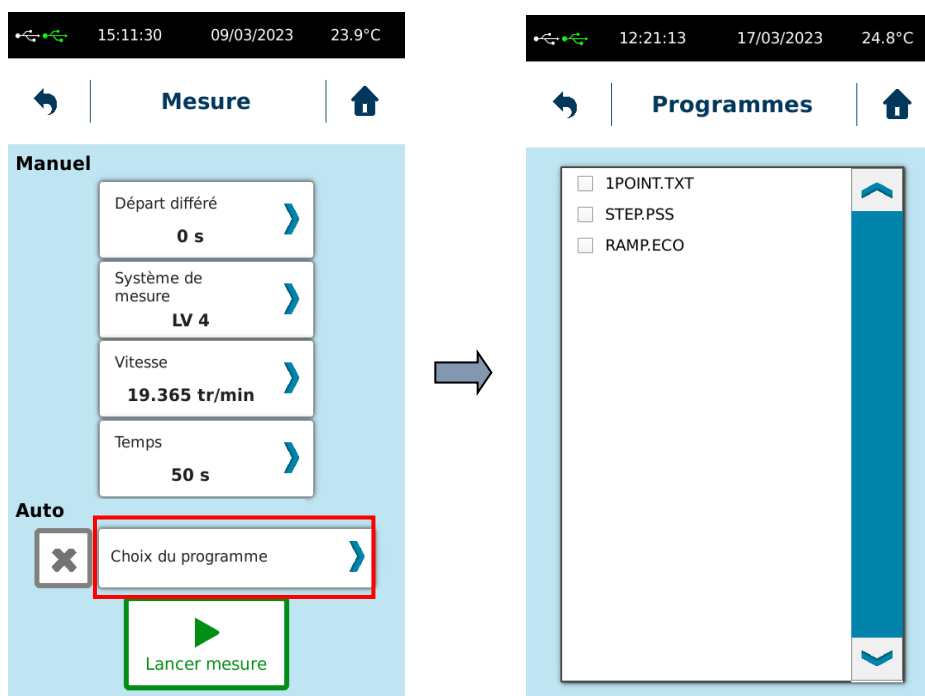 15:11:30 09/03/2023 23.9°C
Mesure
Manuel
Départ différé
0 s
Système de
mesure
LV 4
Vitesse
19.365 tr/min
Temps
50 s
Auto
Choix du programme
Lancer mesure
12:21:13 17/03/2023 24.8°C
Programmes
1POINT.TXT
STEP.PSS
RAMP.ECO